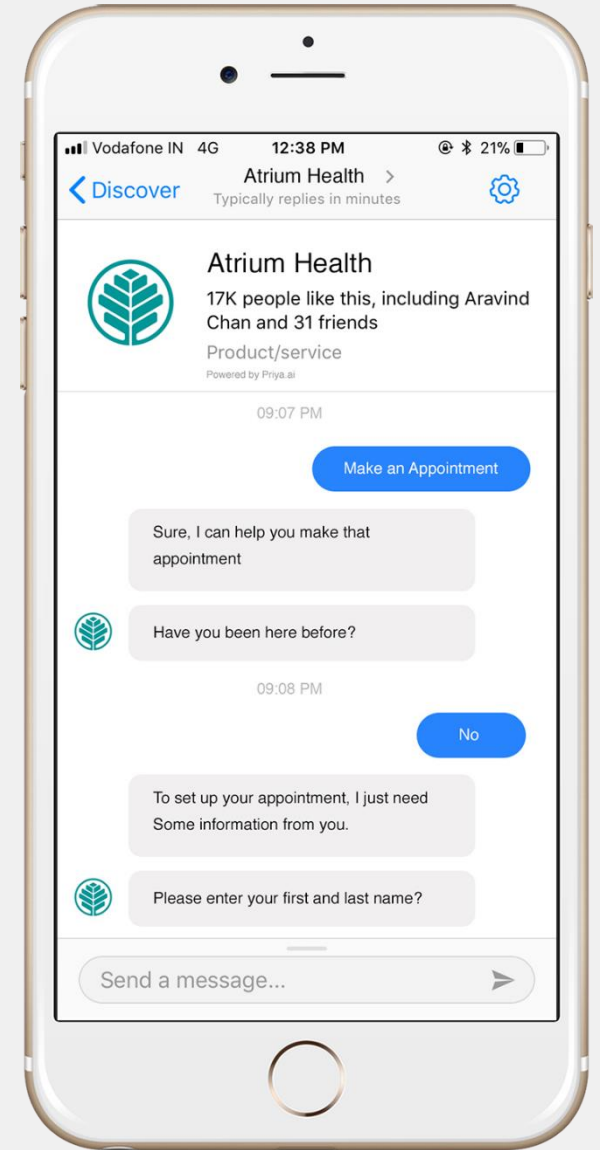 Vodafone IN 4G 12:38 PM 21%
Discover
Atrium Health >
Typically replies in minutes
Atrium Health
17K people like this, including Aravind
Chan and 31 friends
Product/service
Powered by Priya.ai
09:07 PM
Make an Appointment
Sure, I can help you make that
appointment
Have you been here before?
09:08 PM
No
To set up your appointment, I just need
Some information from you.
Please enter your first and last name?
Send a message...